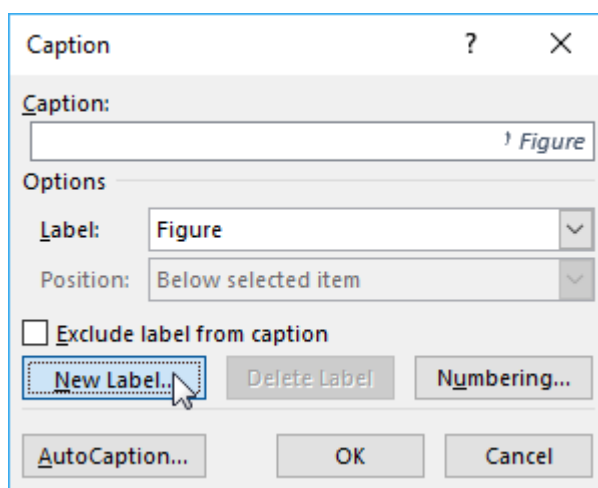 Caption
?
Caption:
۱ Figure
Options
Label: Figure
Position: Below selected item
Exclude label from caption
New Label... Delete Label Numbering...
AutoCaption... OK Cancel